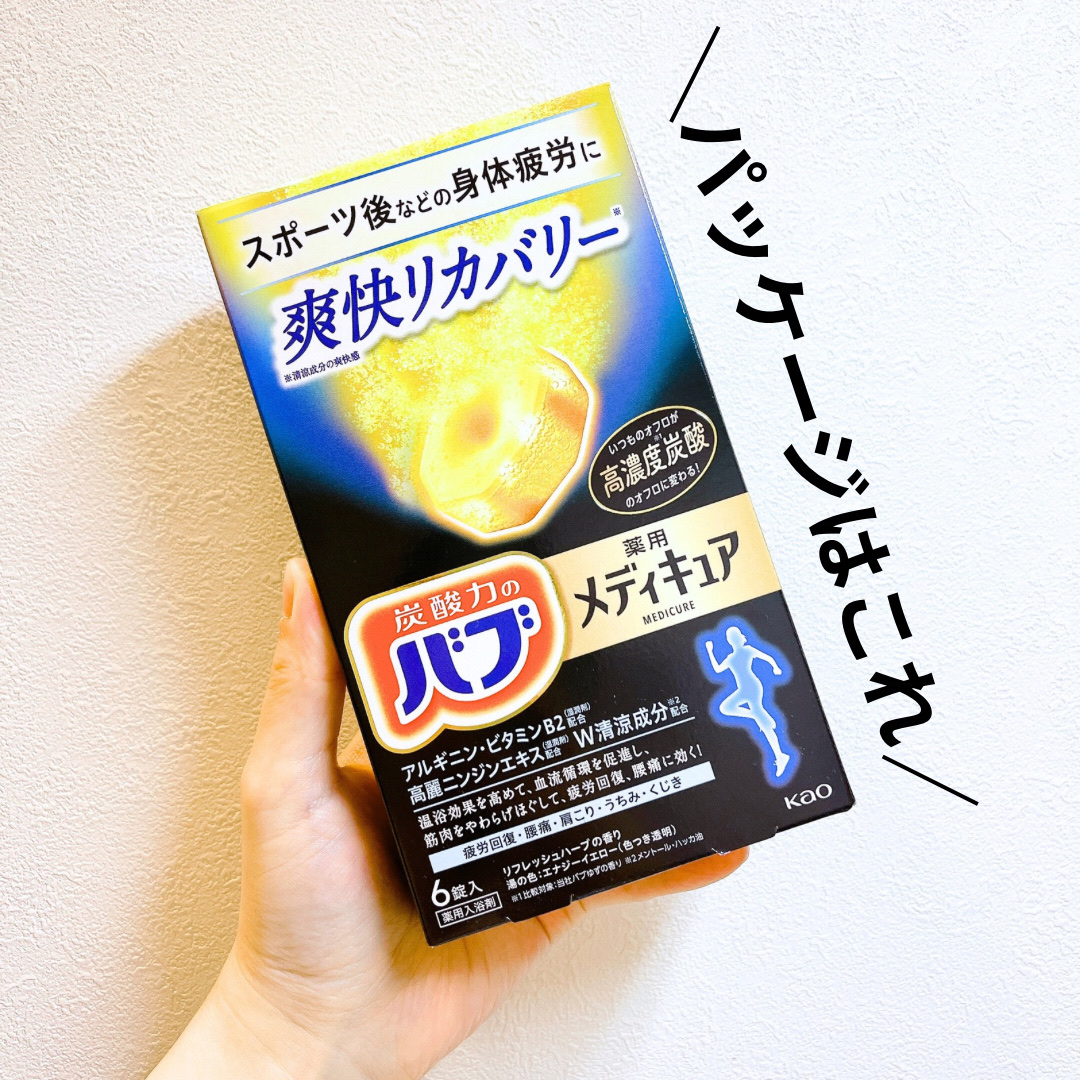 パッケージはこれ
スポーツ後などの身体疲労に
爽快リカバリー※
※清涼成分の爽快感
いつものオフロが
高濃度炭酸※1
のオフロに変わる!
薬用
メディキュア
MEDICURE
炭酸力の
バブ
アルギニン・ビタミンB2(湿潤剤)配合
高麗ニンジンエキス(湿潤剤)配合 W清涼成分※2配合
温浴効果を高めて、血流循環を促進し、
筋肉をやわらげほぐして、疲労回復、腰痛に効く!
疲労回復・腰痛・肩こり・うちみ・くじき
6錠入
薬用入浴剤
リフレッシュハーブの香り
湯の色:エナジーイエロー(色つき透明)
※1比較対象:当社バブゆずの香り ※2メントール・ハッカ油
Kao